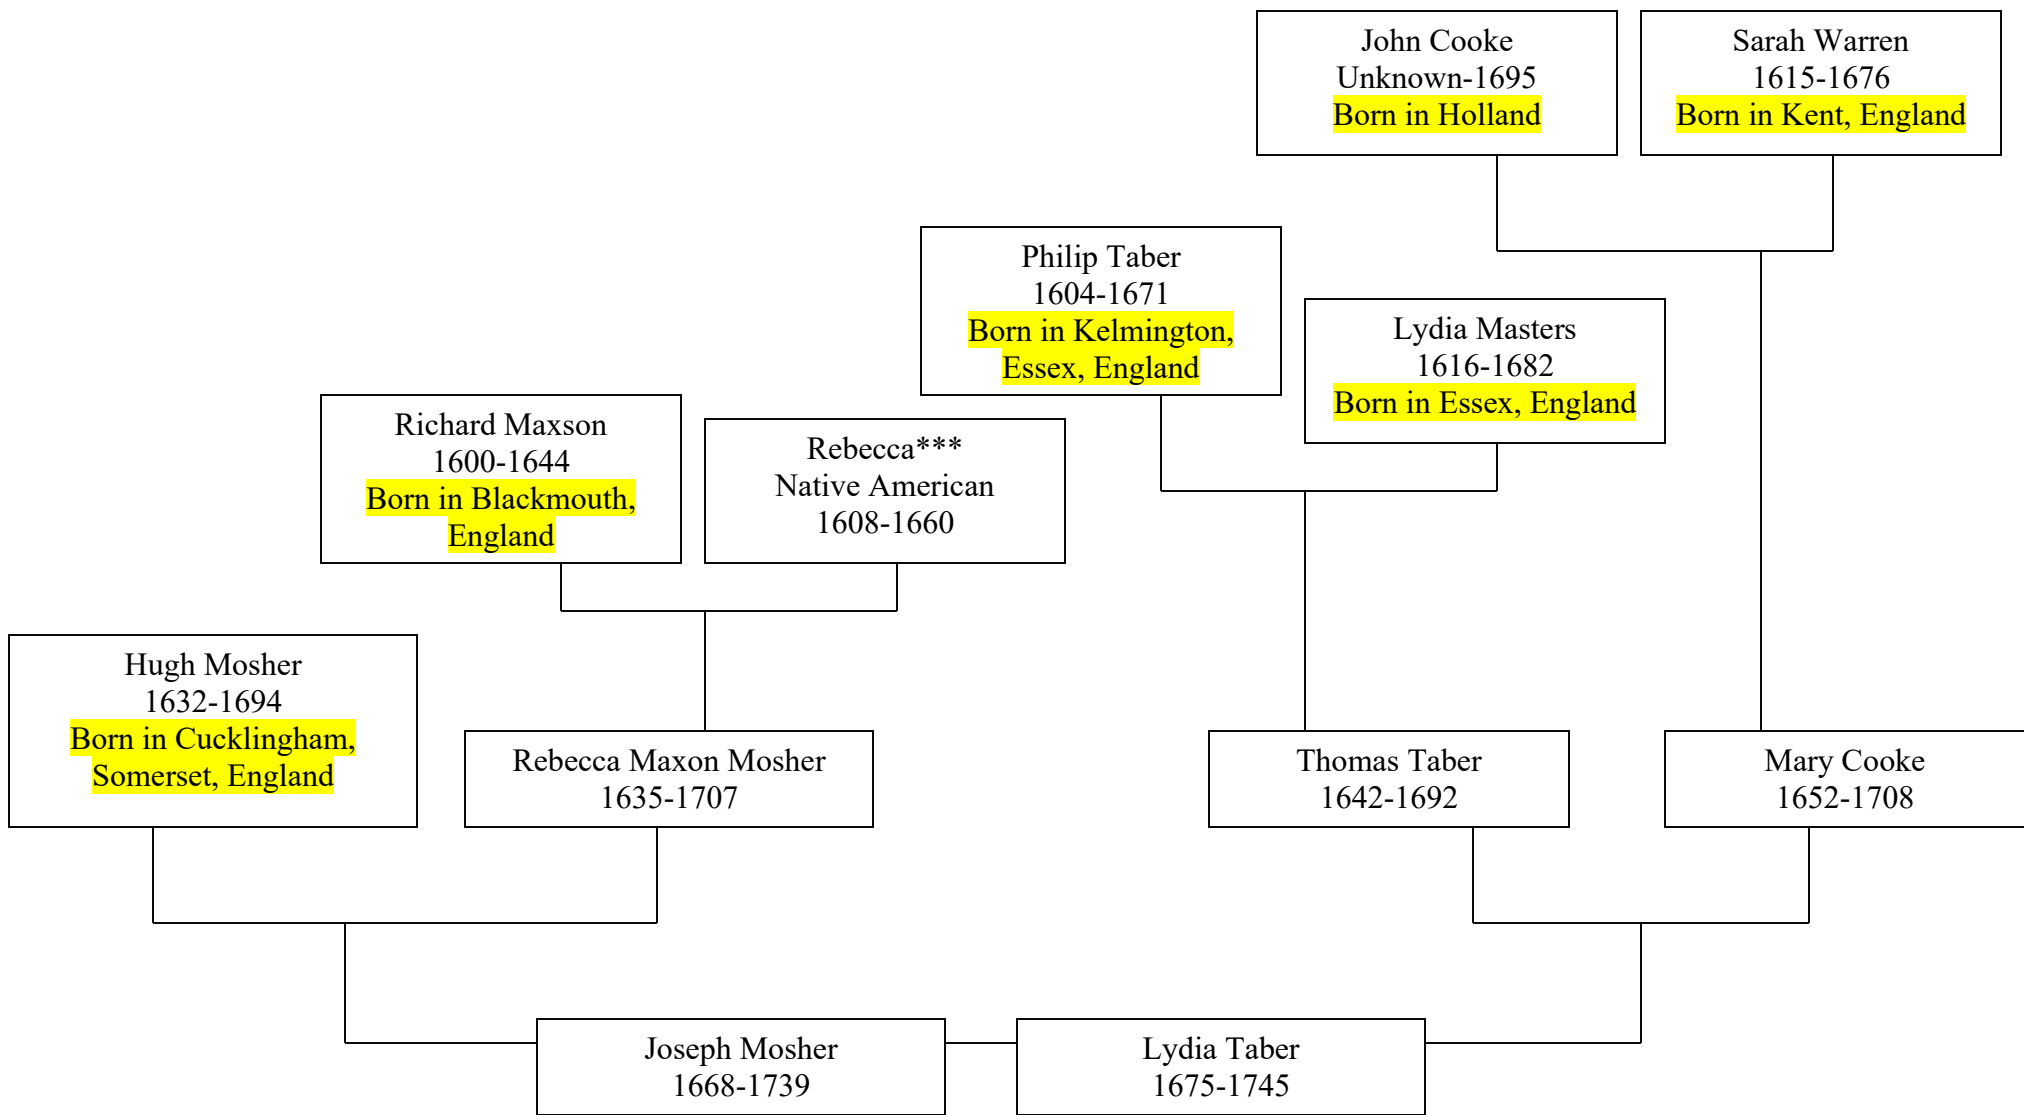 John Cooke
Unknown-1695
Born in Holland
Sarah Warren
1615-1676
Born in Kent, England
Philip Taber
1604-1671
Born in Kelmington,
Essex, England
Lydia Masters
1616-1682
Born in Essex, England
Richard Maxson
1600-1644
Born in Blackmouth,
England
Rebecca***
Native American
1608-1660
Hugh Mosher
1632-1694
Born in Cucklingham,
Somerset, England
Rebecca Maxon Mosher
1635-1707
Thomas Taber
1642-1692
Mary Cooke
1652-1708
Joseph Mosher
1668-1739
Lydia Taber
1675-1745